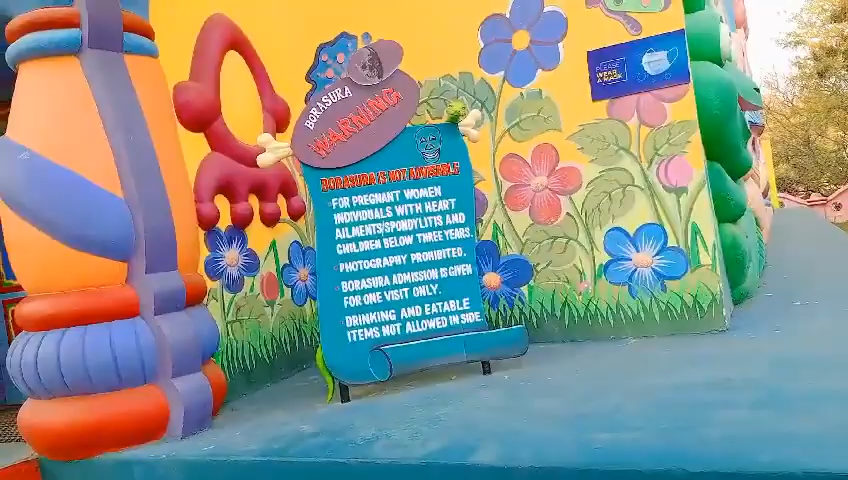 BORASURA
WARNING
BORASURA IS NOT ADVISABLE
FOR PREGNANT WOMEN
INDIVIDUALS WITH HEART
AILMENTS/SPONDYLITIS AND
CHILDREN BELOW THREE YEARS.
PHOTOGRAPHY PROHIBITED.
BORASURA ADMISSION IS GIVEN
FOR ONE VISIT ONLY.
DRINKING AND EATABLE
ITEMS NOT ALLOWED IN SIDE.
PLEASE
WEAR
A MASK